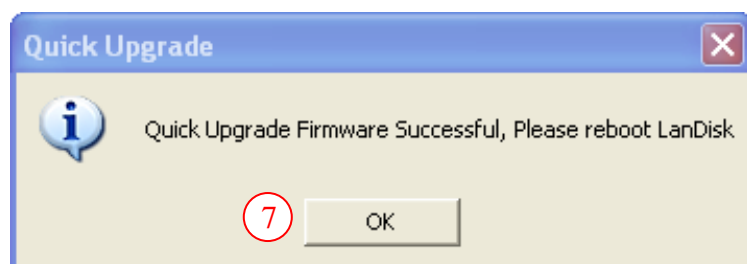 Quick Upgrade
Quick Upgrade Firmware Successful, Please reboot LanDisk
7
OK